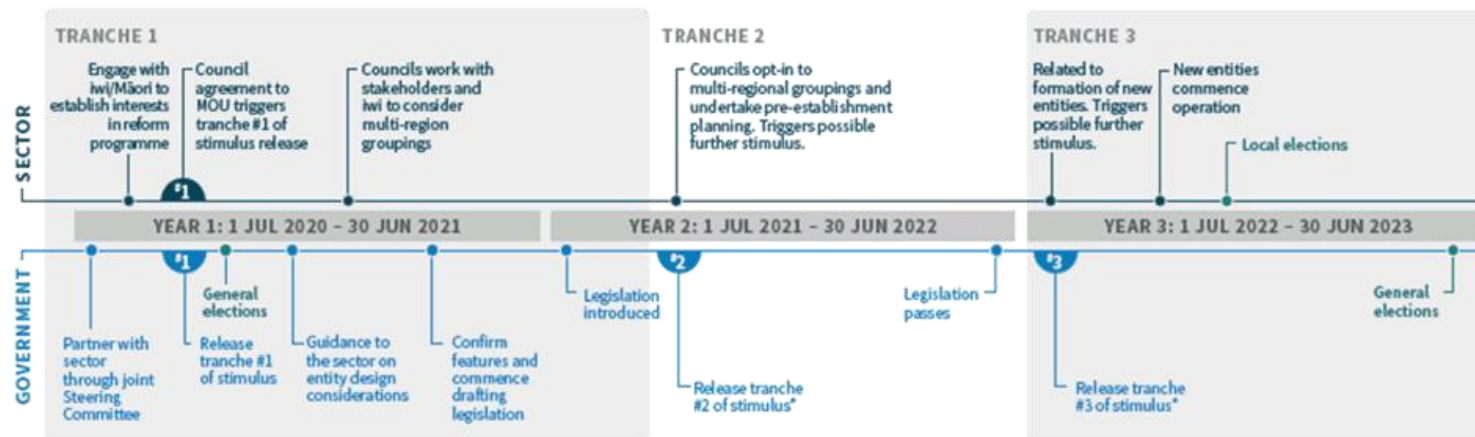 TRANCHE 1
TRANCHE 2
TRANCHE 3
SECTOR
Engage with
iwi/Māori to
establish interests
in reform
programme
Council
agreement to
MOU triggers
tranche #1 of
stimulus release
Councils work with
stakeholders and
iwi to consider
multi-region
groupings
Councils opt-in to
multi-regional groupings and
undertake pre-establishment
planning. Triggers possible
further stimulus.
Related to
formation of new
entities. Triggers
possible further
stimulus.
New entities
commence
operation
Local elections
#1
YEAR 1: 1 JUL 2020 – 30 JUN 2021
YEAR 2: 1 JUL 2021 – 30 JUN 2022
YEAR 3: 1 JUL 2022 – 30 JUN 2023
GOVERNMENT
#1
#2
#3
Partner with
sector
through joint
Steering
Committee
Release
tranche #1
of stimulus
General
elections
Guidance to
the sector on
entity design
considerations
Confirm
features and
commence
drafting
legislation
Legislation
introduced
Release tranche
#2 of stimulus*
Legislation
passes
Release tranche
#3 of stimulus*
General
elections